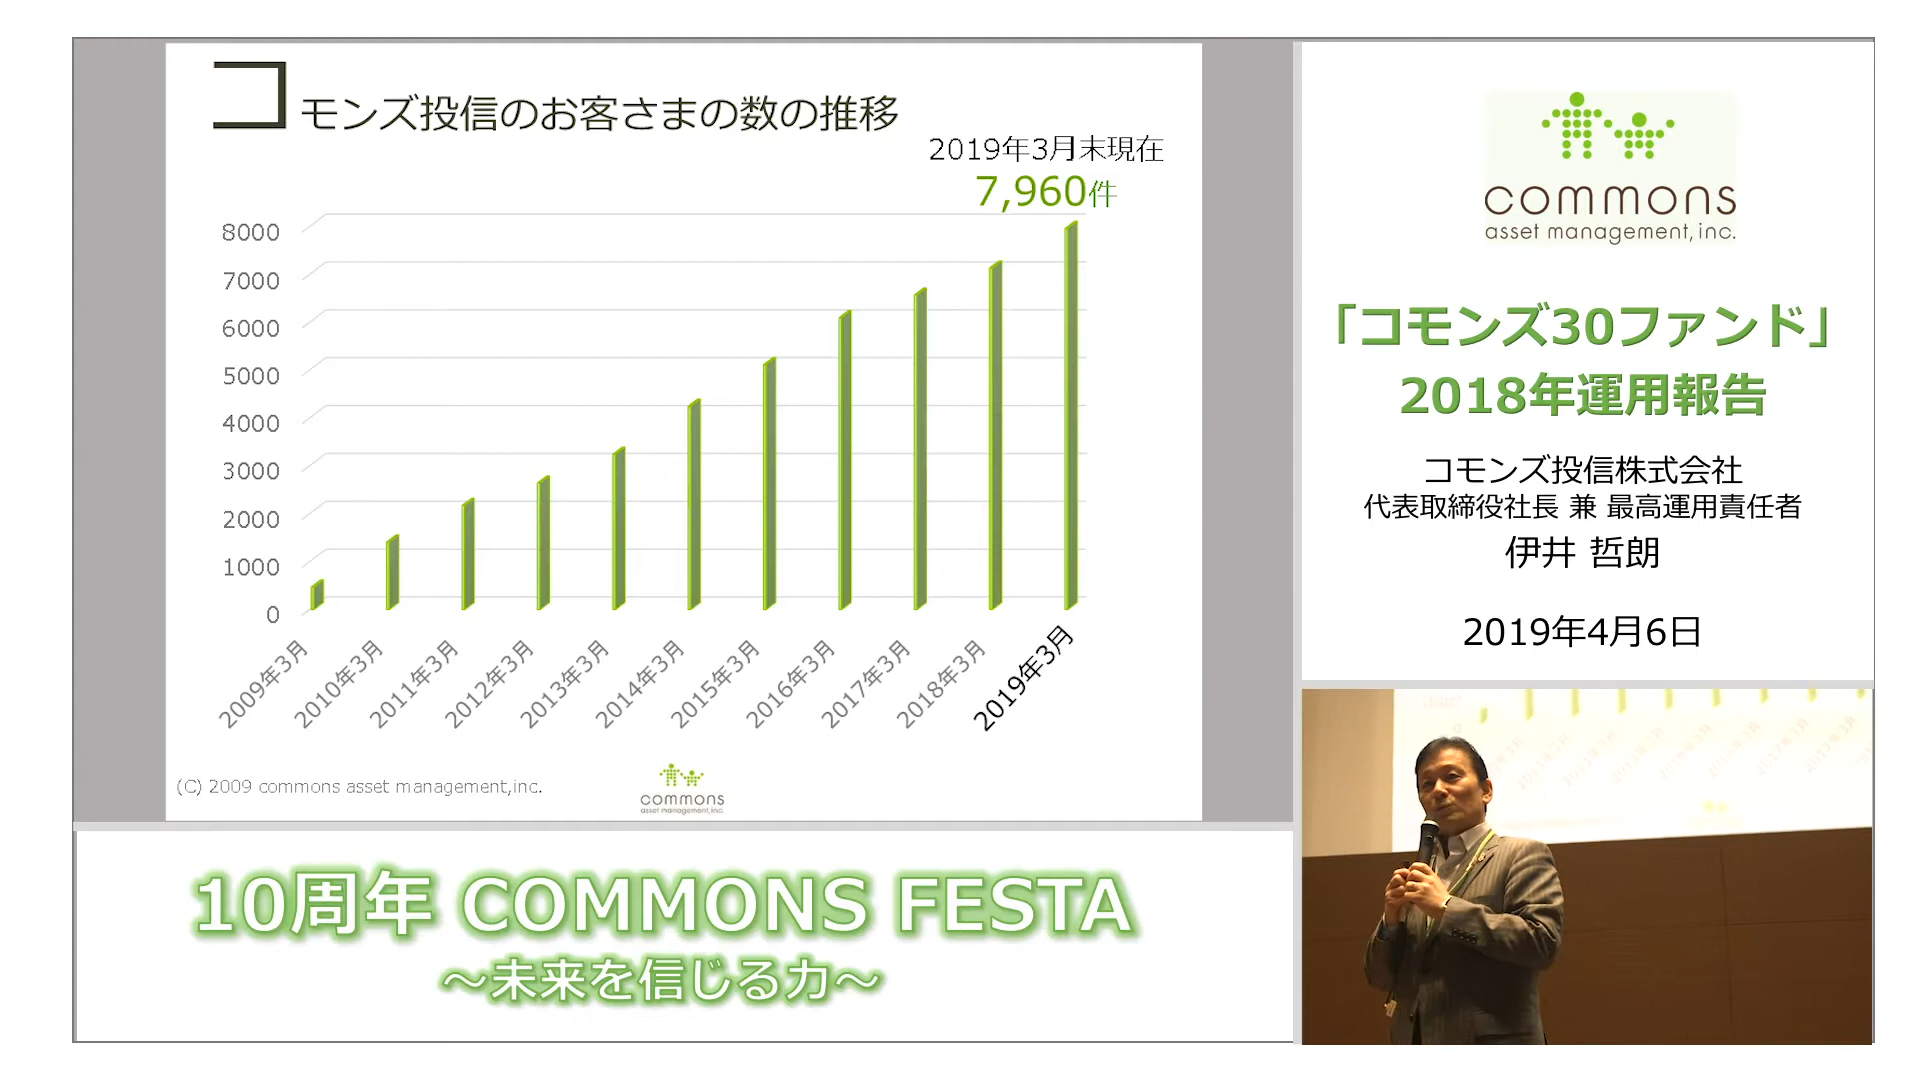 コモンズ投信のお客さまの数の推移
2019年3月末現在
7,960件
8000
7000
6000
5000
4000
3000
2000
1000
0
2009年3月
2010年3月
2011年3月
2012年3月
2013年3月
2014年3月
2015年3月
2016年3月
2017年3月
2018年3月
2019年3月
(C) 2009 commons asset management,inc.
commons
asset management,inc.
commons
asset management,inc.
「コモンズ30ファンド」
2018年運用報告
コモンズ投信株式会社
代表取締役社長 兼 最高運用責任者
伊井 哲朗
2019年4月6日
10周年 COMMONS FESTA
～未来を信じる力～